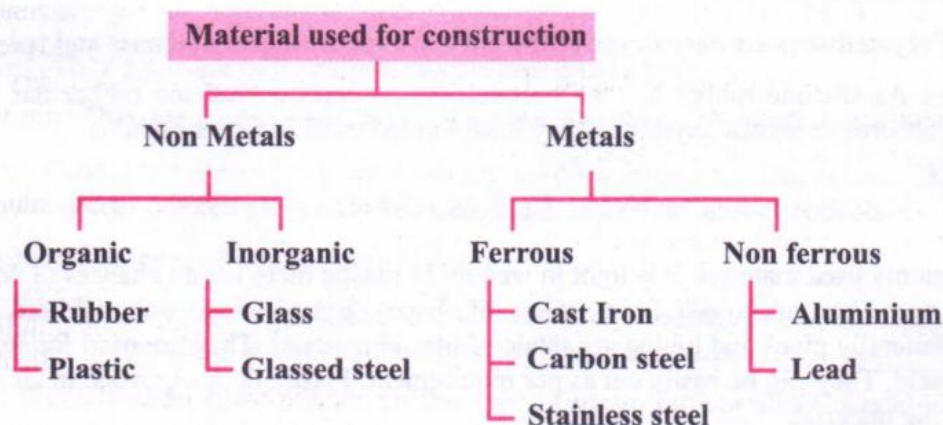 Material used for construction
Non Metals
Metals
Organic
Inorganic
Ferrous
Non ferrous
Rubber
Glass
Cast Iron
Aluminium
Plastic
Glassed steel
Carbon steel
Lead
Stainless steel